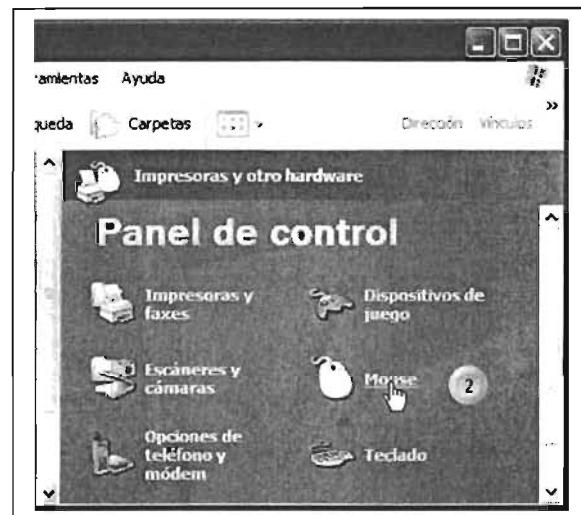 ramientas Ayuda
queda Carpetas Dirección Vínculos »
Impresoras y otro hardware
Panel de control
Impresoras y
faxes
Dispositivos de
juego
Escáneres y
cámaras
Mouse
2
Opciones de
teléfono y
módem
Teclado